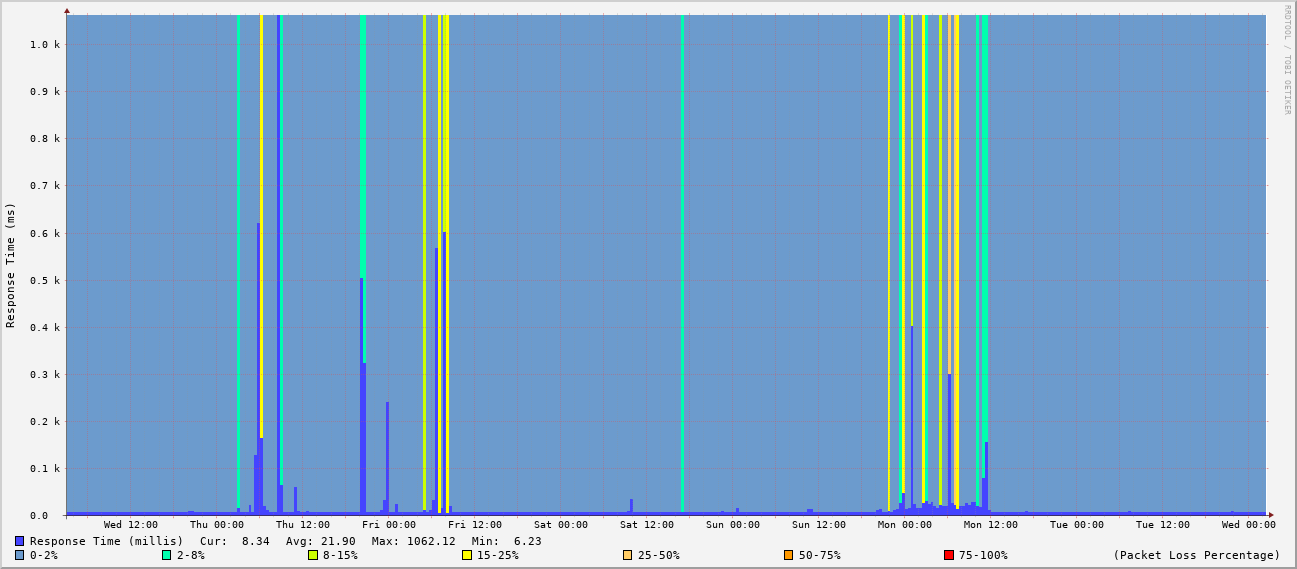 RRDTOOL / TOBI OETIKER
Response Time (ms)
1.0 k
0.9 k
0.8 k
0.7 k
0.6 k
0.5 k
0.4 k
0.3 k
0.2 k
0.1 k
0.0
Wed 12:00 Thu 00:00 Thu 12:00 Fri 00:00 Fri 12:00 Sat 00:00 Sat 12:00 Sun 00:00 Sun 12:00 Mon 00:00 Mon 12:00 Tue 00:00 Tue 12:00 Wed 00:00
Response Time (millis) Cur: 8.34 Avg: 21.90 Max: 1062.12 Min: 6.23
0-2% 2-8% 8-15% 15-25% 25-50% 50-75% 75-100% (Packet Loss Percentage)